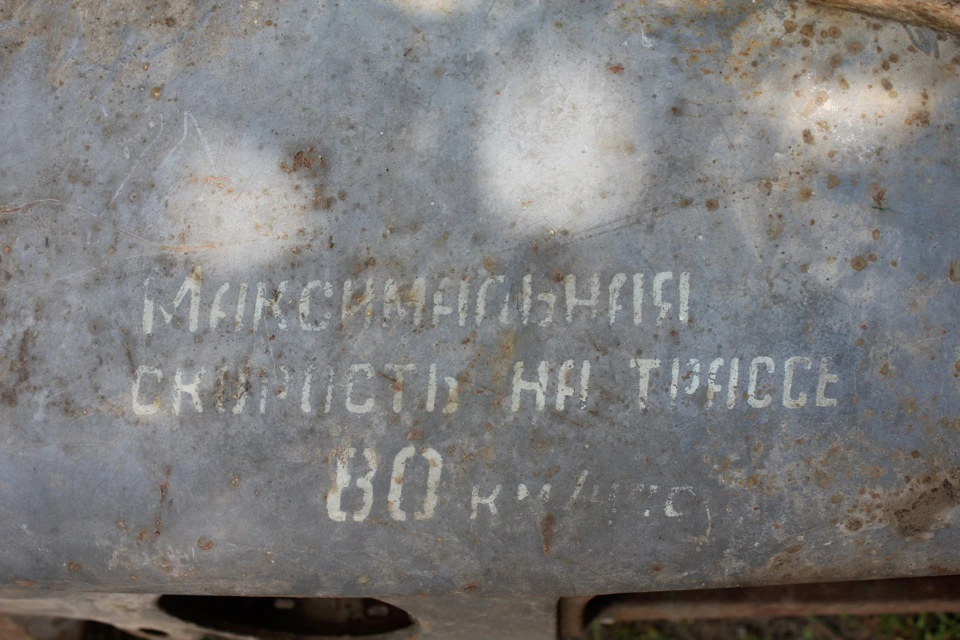 Максимальная
скорость на трассе
80 км/час